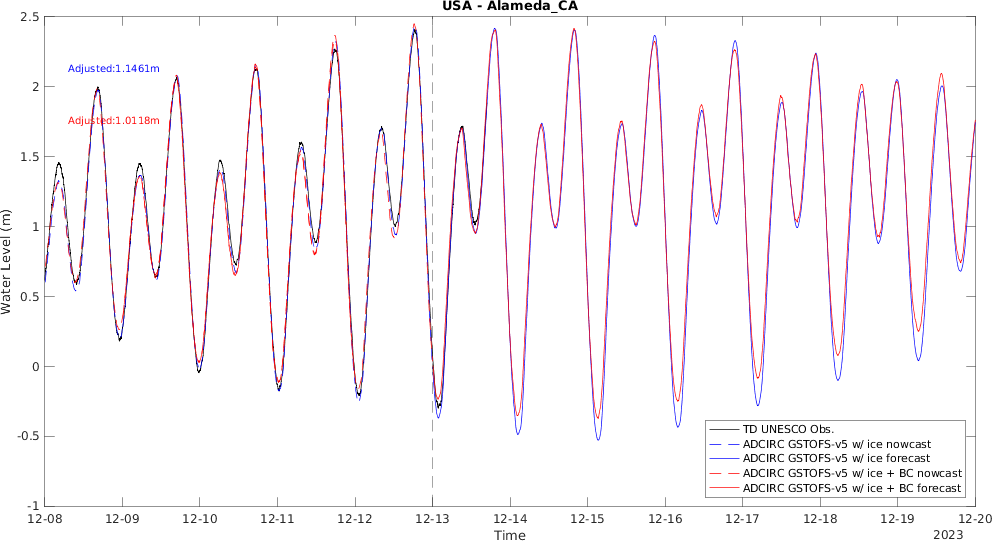 USA - Alameda_CA
2.5
2
1.5
1
0.5
0
-0.5
-1
Water Level (m)
Adjusted:1.1461m
Adjusted:1.0118m
TD UNESCO Obs.
ADCIRC GSTOFS-v5 w/ ice nowcast
ADCIRC GSTOFS-v5 w/ ice forecast
ADCIRC GSTOFS-v5 w/ ice + BC nowcast
ADCIRC GSTOFS-v5 w/ ice + BC forecast
12-08 12-09 12-10 12-11 12-12 12-13 12-14 12-15 12-16 12-17 12-18 12-19 12-20
Time
2023